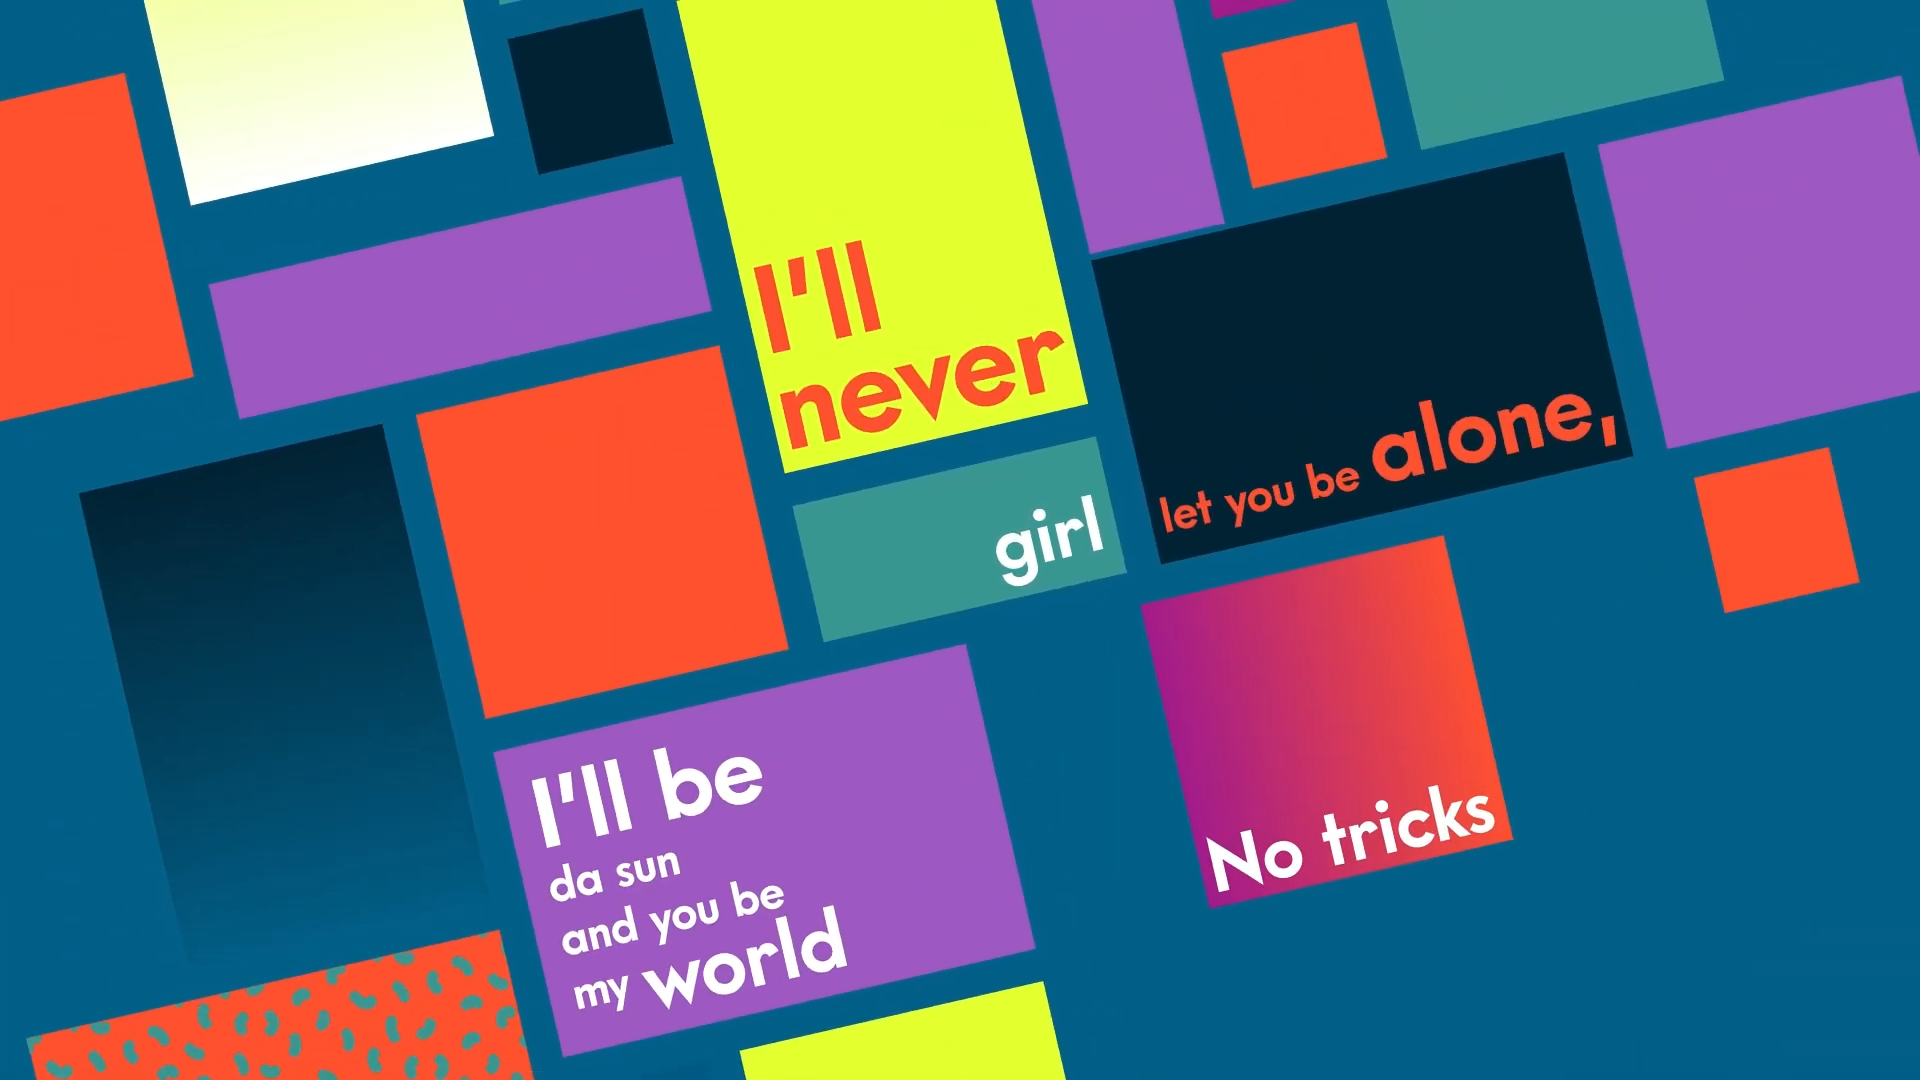 I'll
never
let you be alone,
girl
I'll be
da sun
and you be
my world
No tricks